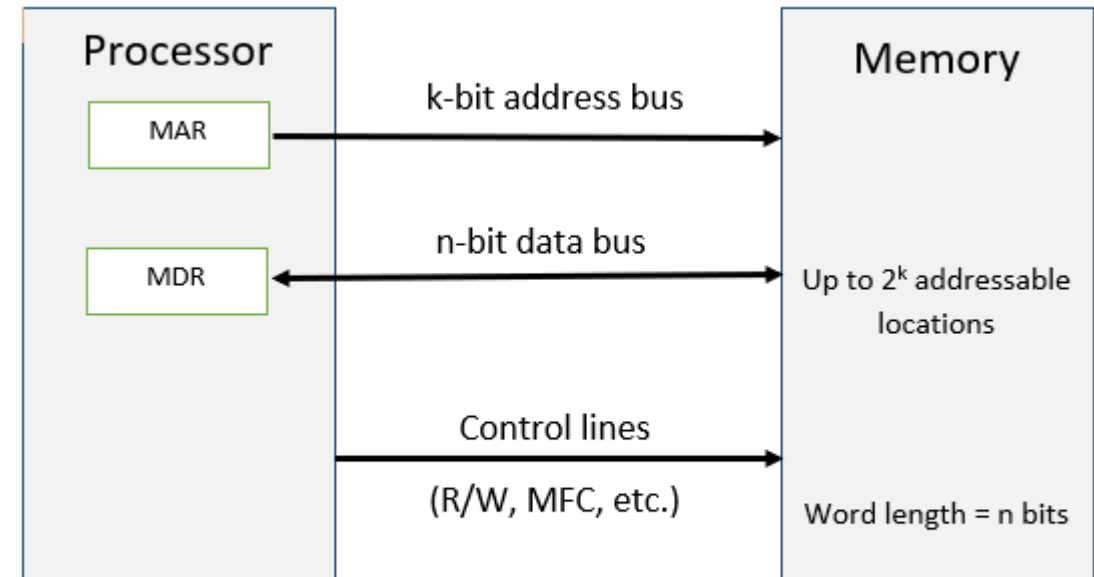 Processor
MAR
MDR
k-bit address bus
n-bit data bus
Control lines
(R/W, MFC, etc.)
Memory
Up to 2ᵏ addressable
locations
Word length = n bits